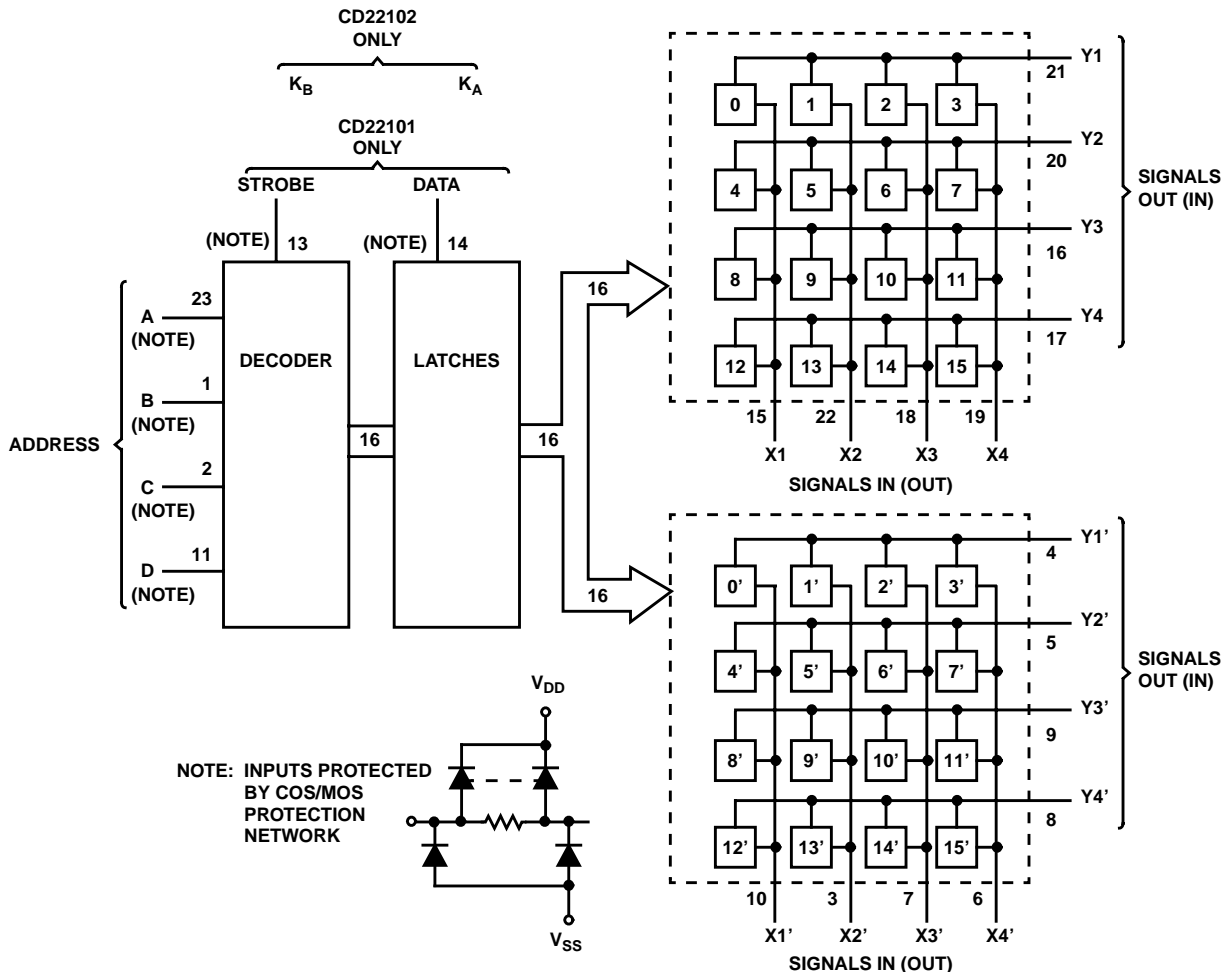 CD22102
ONLY
KB KA
CD22101
ONLY
STROBE DATA
(NOTE) 13 (NOTE) 14
ADDRESS
A 23
(NOTE)
B 1
(NOTE)
C 2
(NOTE)
D 11
(NOTE)
DECODER
16
LATCHES
16
16
16
Y1
21
0 1 2 3
Y2
20
4 5 6 7
Y3
16
8 9 10 11
Y4
17
12 13 14 15
SIGNALS
OUT (IN)
15 22 18 19
X1 X2 X3 X4
SIGNALS IN (OUT)
Y1’
4
0’ 1’ 2’ 3’
Y2’
5
4’ 5’ 6’ 7’
Y3’
9
8’ 9’ 10’ 11’
Y4’
8
12’ 13’ 14’ 15’
SIGNALS
OUT (IN)
10 3 7 6
X1’ X2’ X3’ X4’
SIGNALS IN (OUT)
NOTE: INPUTS PROTECTED
BY COS/MOS
PROTECTION
NETWORK
VDD
VSS